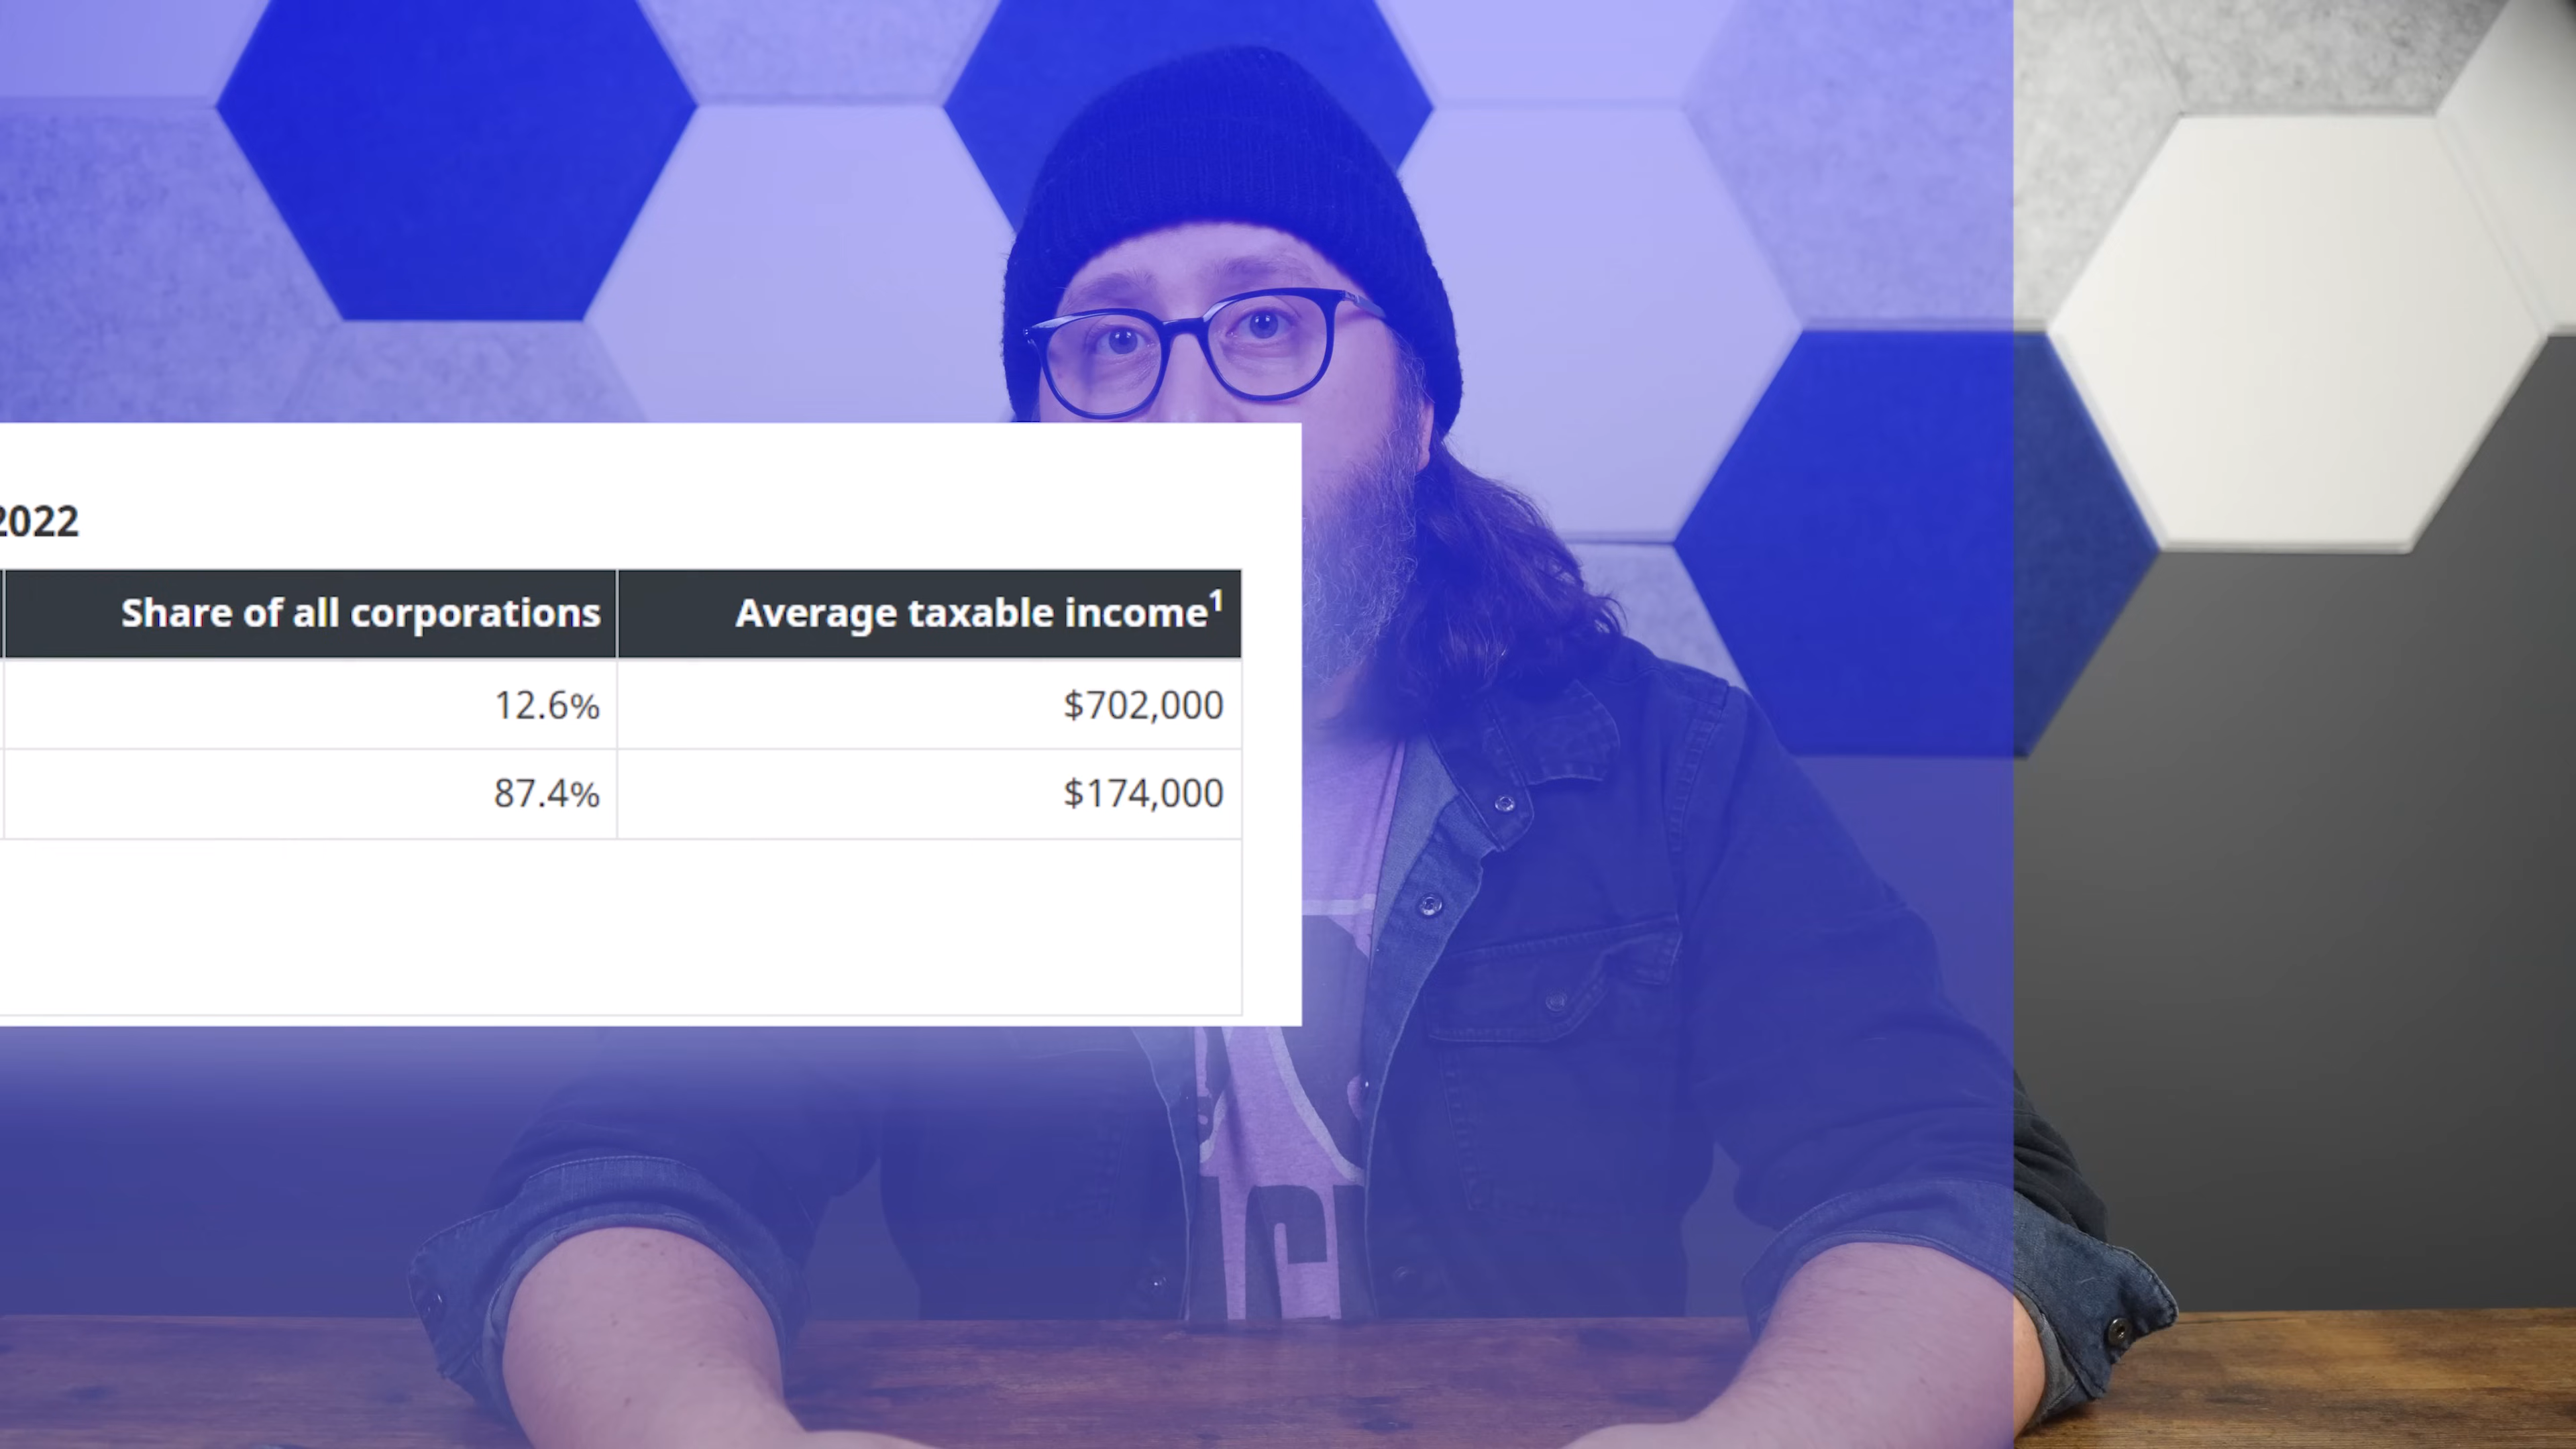 2022
Share of all corporations Average taxable income¹
12.6% $702,000
87.4% $174,000